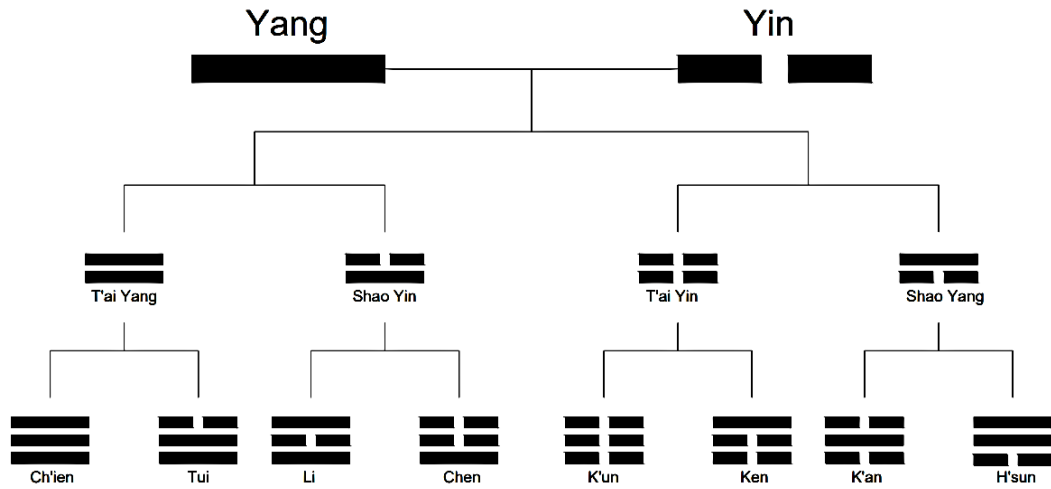 Yang
Yin
T'ai Yang
Shao Yin
T'ai Yin
Shao Yang
Ch'ien
Tui
Li
Chen
K'un
Ken
K'an
H'sun